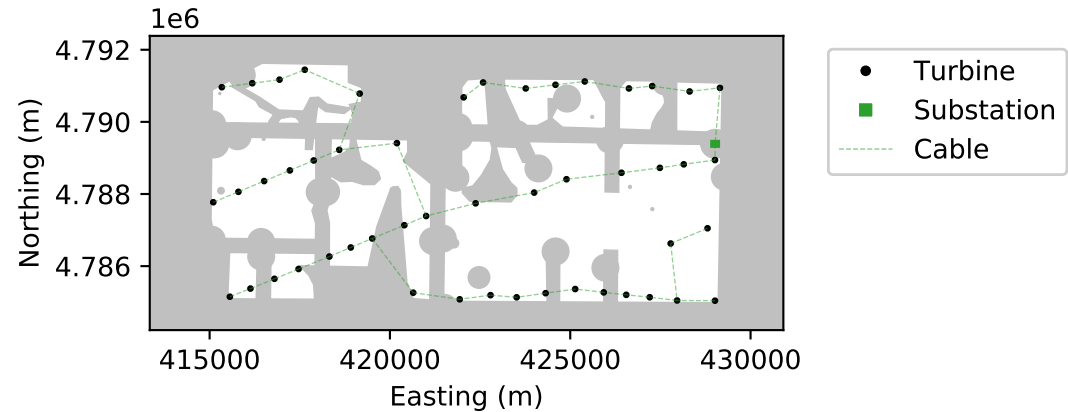 1e6
4.792
4.790
4.788
4.786
Northing (m)
415000 420000 425000 430000
Easting (m)
Turbine
Substation
Cable